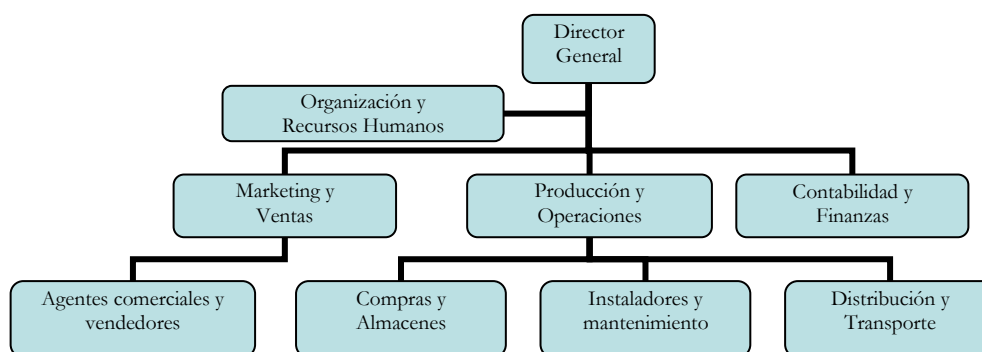 Director
General
Organización y
Recursos Humanos
Marketing y
Ventas
Producción y
Operaciones
Contabilidad y
Finanzas
Agentes comerciales y
vendedores
Compras y
Almacenes
Instaladores y
mantenimiento
Distribución y
Transporte